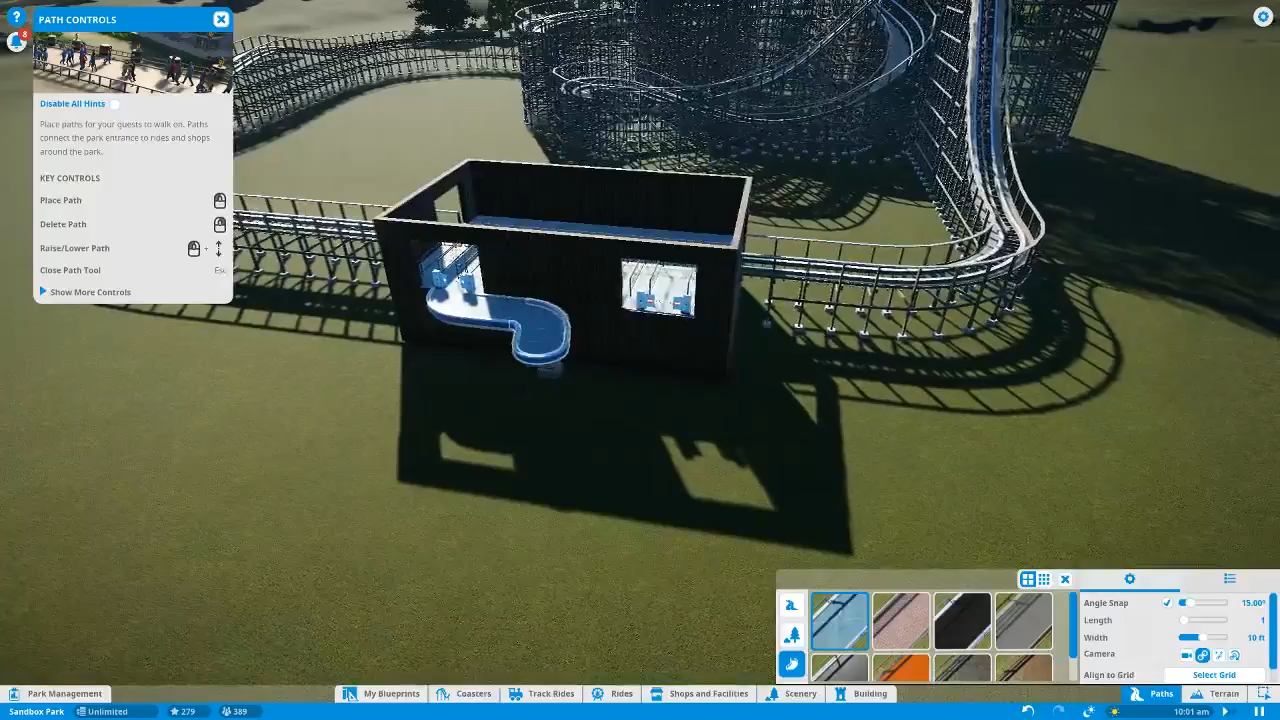 ?
PATH CONTROLS
8
Disable All Hints
Place paths for your guests to walk on. Paths
connect the park entrance to rides and shops
around the park.
KEY CONTROLS
Place Path
Delete Path
Raise/Lower Path
+
Close Path Tool
Esc
Show More Controls
Angle Snap
15.00°
Length
1
Width
10 ft
Camera
Align to Grid
Select Grid
Park Management
My Blueprints
Coasters
Track Rides
Rides
Shops and Facilities
Scenery
Building
Paths
Terrain
Sandbox Park
Unlimited
279
389
10:01 am